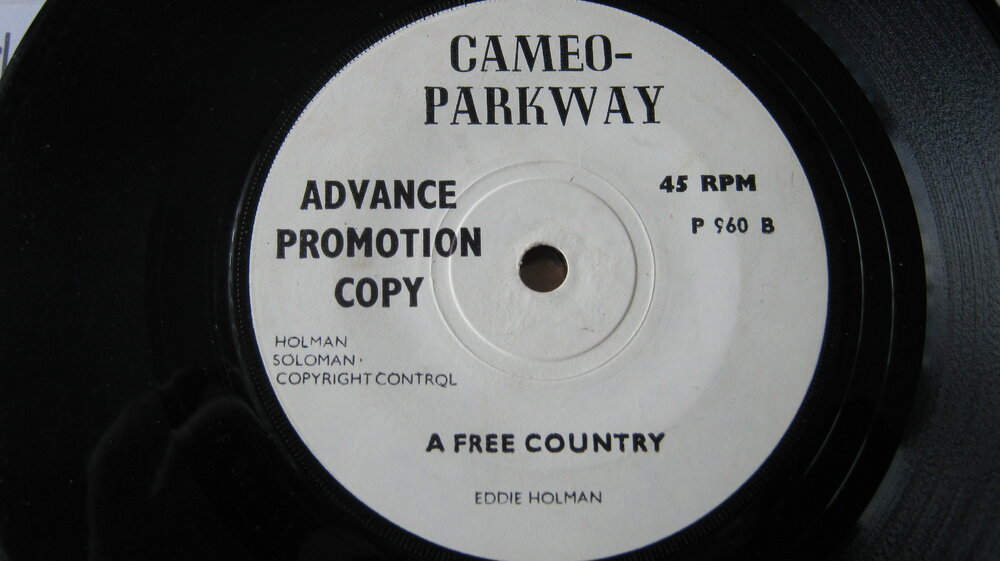 CAMEO-
PARKWAY
ADVANCE
PROMOTION
COPY
45 RPM
P 960 B
HOLMAN
SOLOMAN.
COPYRIGHT CONTROL
A FREE COUNTRY
EDDIE HOLMAN